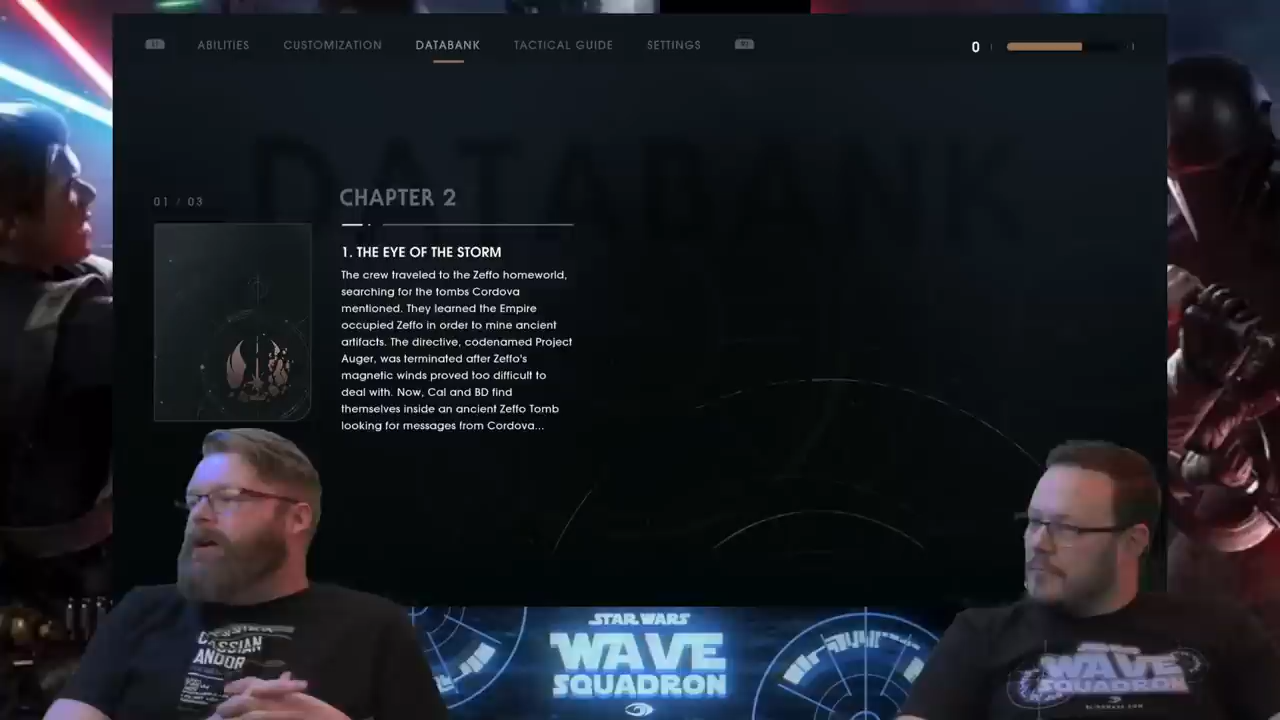 ABILITIES CUSTOMIZATION DATABANK TACTICAL GUIDE SETTINGS
0
DATABANK
01 / 03
CHAPTER 2
1. THE EYE OF THE STORM
The crew traveled to the Zeffo homeworld,
searching for the tombs Cordova
mentioned. They learned the Empire
occupied Zeffo in order to mine ancient
artifacts. The directive, codenamed Project
Auger, was terminated after Zeffo's
magnetic winds proved too difficult to
deal with. Now, Cal and BD find
themselves inside an ancient Zeffo Tomb
looking for messages from Cordova...
CASSIAN
ANDOR
STAR WARS
WAVE
SQUADRON
WAVE
SQUADRON